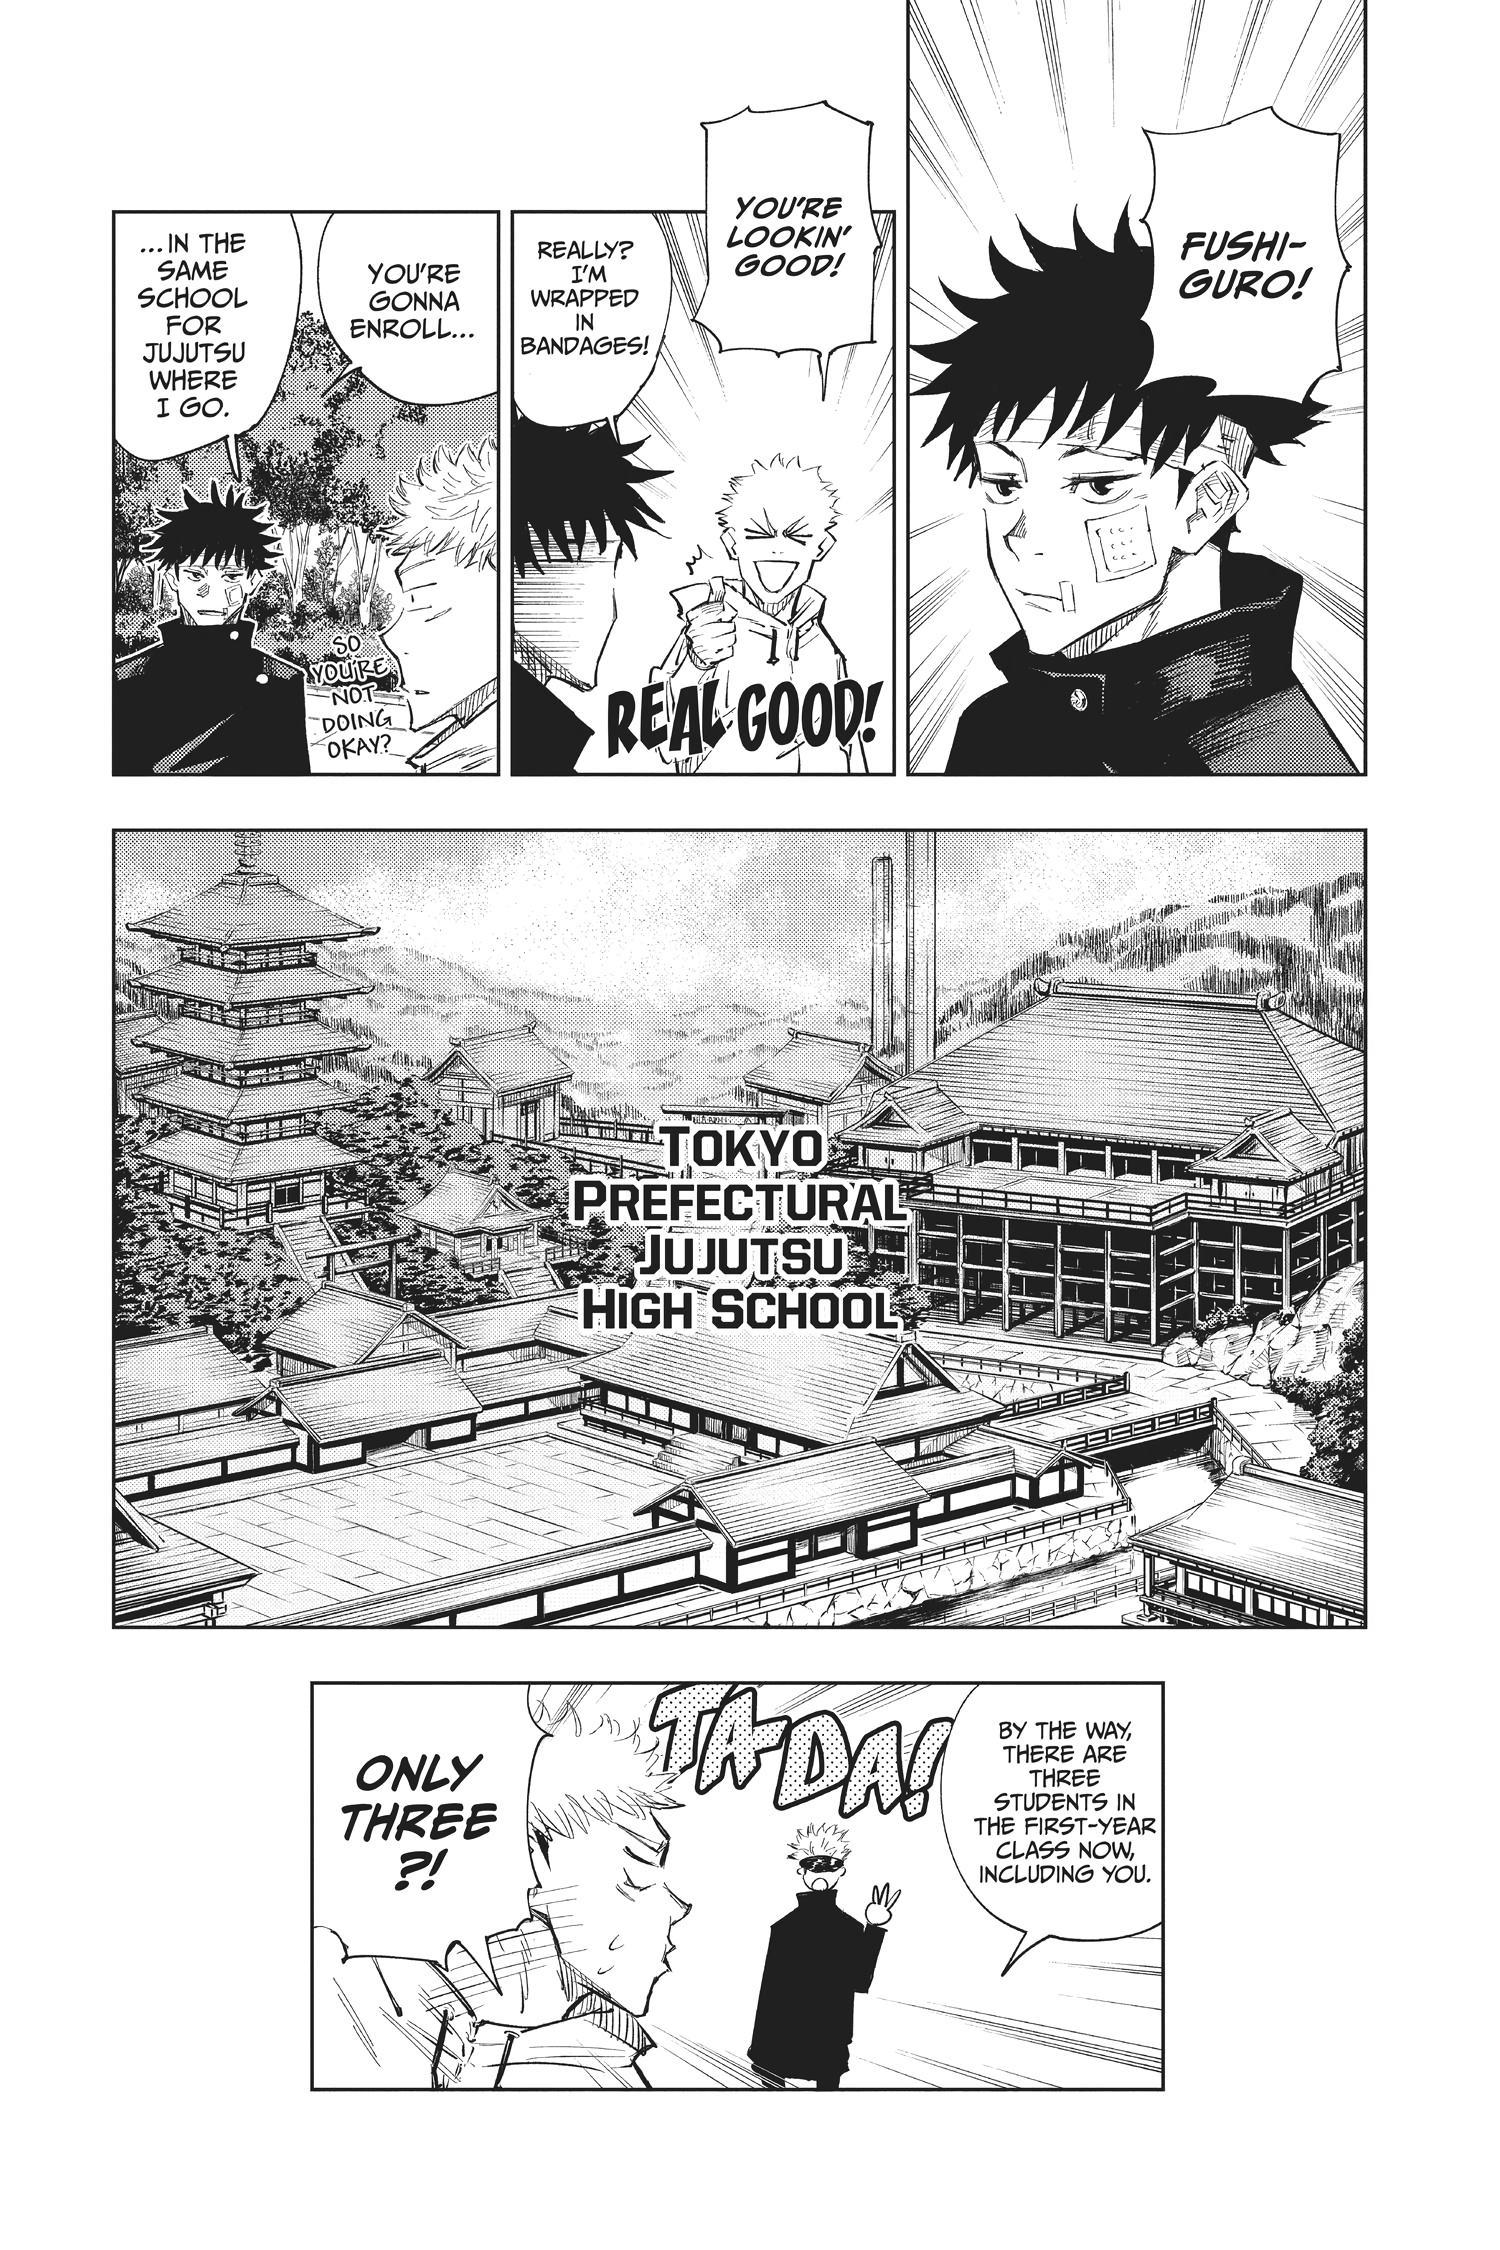 FUSHI-
GURO!
YOU'RE
LOOKIN'
GOOD!
REALLY?
I'M
WRAPPED
IN
BANDAGES!
REAL GOOD!
YOU'RE
GONNA
ENROLL...
...IN THE
SAME
SCHOOL
FOR
JUJUTSU
WHERE
I GO.
SO
YOU'RE
NOT
DOING
OKAY?
TOKYO
PREFECTURAL
JUJUTSU
HIGH SCHOOL
BY THE WAY,
THERE ARE
THREE
STUDENTS IN
THE FIRST-YEAR
CLASS NOW,
INCLUDING YOU.
TA-DA!
ONLY
THREE
?!